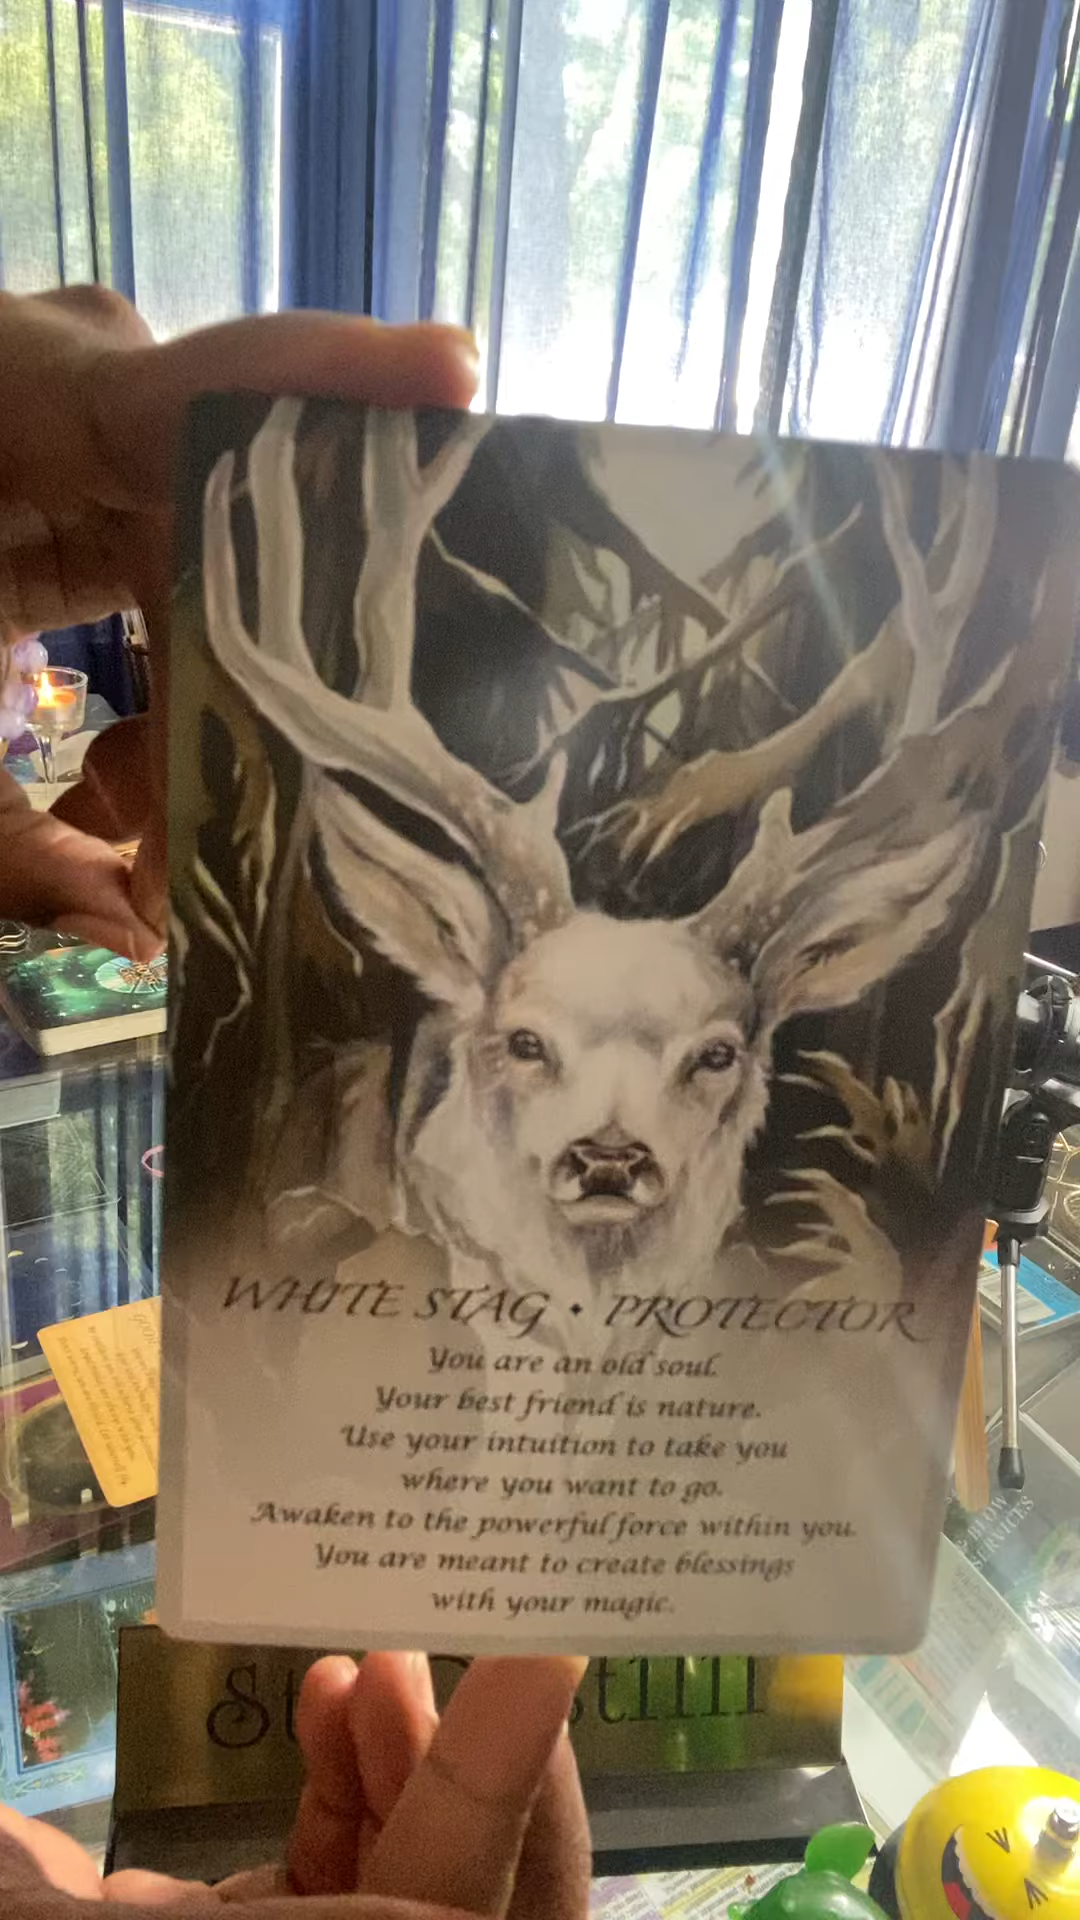 WHITE STAG • PROTECTOR
You are an old soul.
Your best friend is nature.
Use your intuition to take you
where you want to go.
Awaken to the powerful force within you.
You are meant to create blessings
with your magic.
BLOW
SERVICES